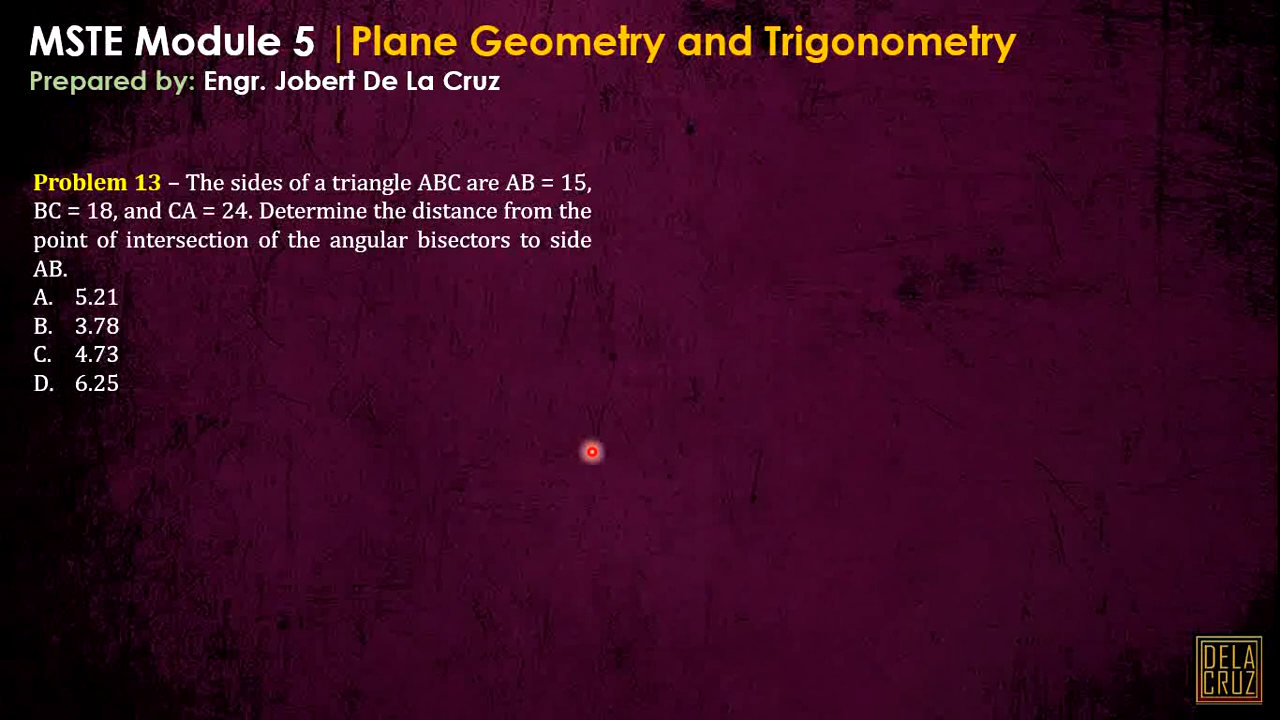 MSTE Module 5 | Plane Geometry and Trigonometry
Prepared by: Engr. Jobert De La Cruz
Problem 13 – The sides of a triangle ABC are AB = 15,
BC = 18, and CA = 24. Determine the distance from the
point of intersection of the angular bisectors to side
AB.
A. 5.21
B. 3.78
C. 4.73
D. 6.25
DELA
CRUZ